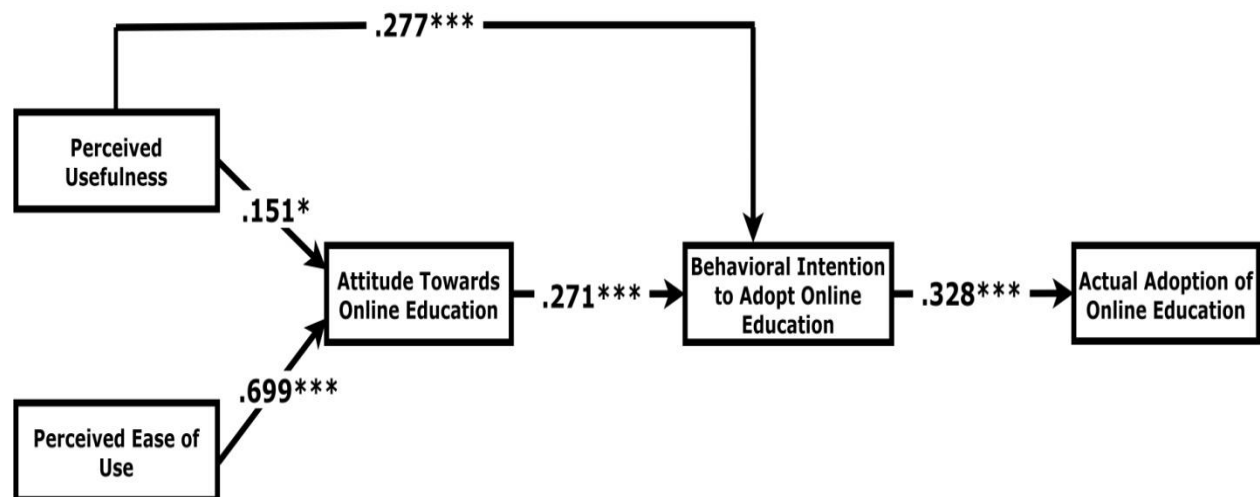 .277***
Perceived
Usefulness
.151*
Attitude Towards
Online Education
.271***
Behavioral Intention
to Adopt Online
Education
.328***
Actual Adoption of
Online Education
.699***
Perceived Ease of
Use